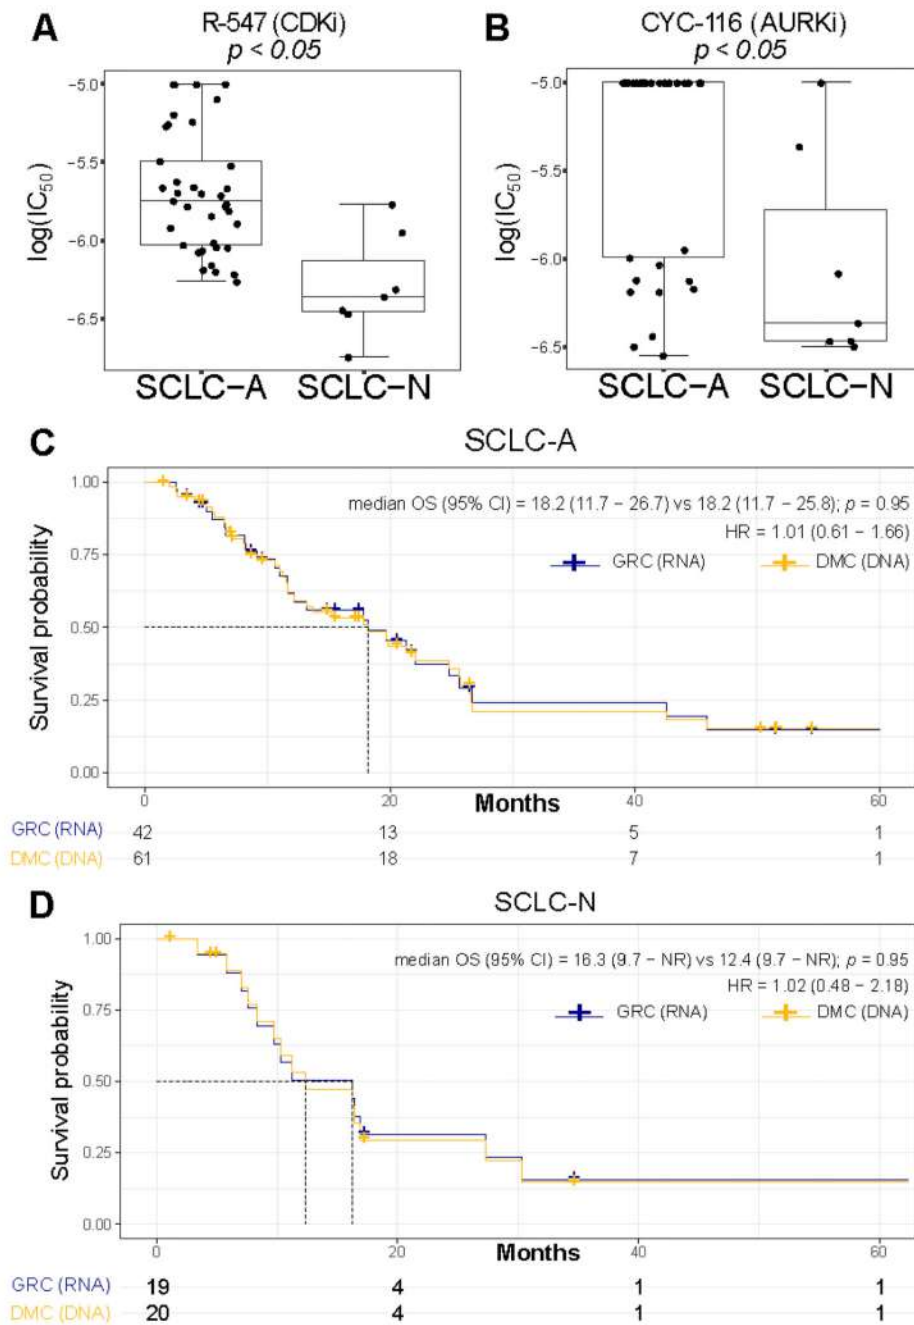 A
R-547 (CDKi)
p < 0.05
log(IC50)
-5.0
-5.5
-6.0
-6.5
SCLC-A
SCLC-N
B
CYC-116 (AURKi)
p < 0.05
log(IC50)
-5.0
-5.5
-6.0
-6.5
SCLC-A
SCLC-N
C
SCLC-A
Survival probability
1.00
0.75
0.50
0.25
0.00
median OS (95% CI) = 18.2 (11.7 – 26.7) vs 18.2 (11.7 – 25.8); p = 0.95
HR = 1.01 (0.61 – 1.66)
GRC (RNA) DMC (DNA)
0 20 40 60
Months
GRC (RNA) 42 13 5 1
DMC (DNA) 61 18 7 1
D
SCLC-N
Survival probability
1.00
0.75
0.50
0.25
0.00
median OS (95% CI) = 16.3 (9.7 – NR) vs 12.4 (9.7 – NR); p = 0.95
HR = 1.02 (0.48 – 2.18)
GRC (RNA) DMC (DNA)
0 20 40 60
Months
GRC (RNA) 19 4 1 1
DMC (DNA) 20 4 1 1